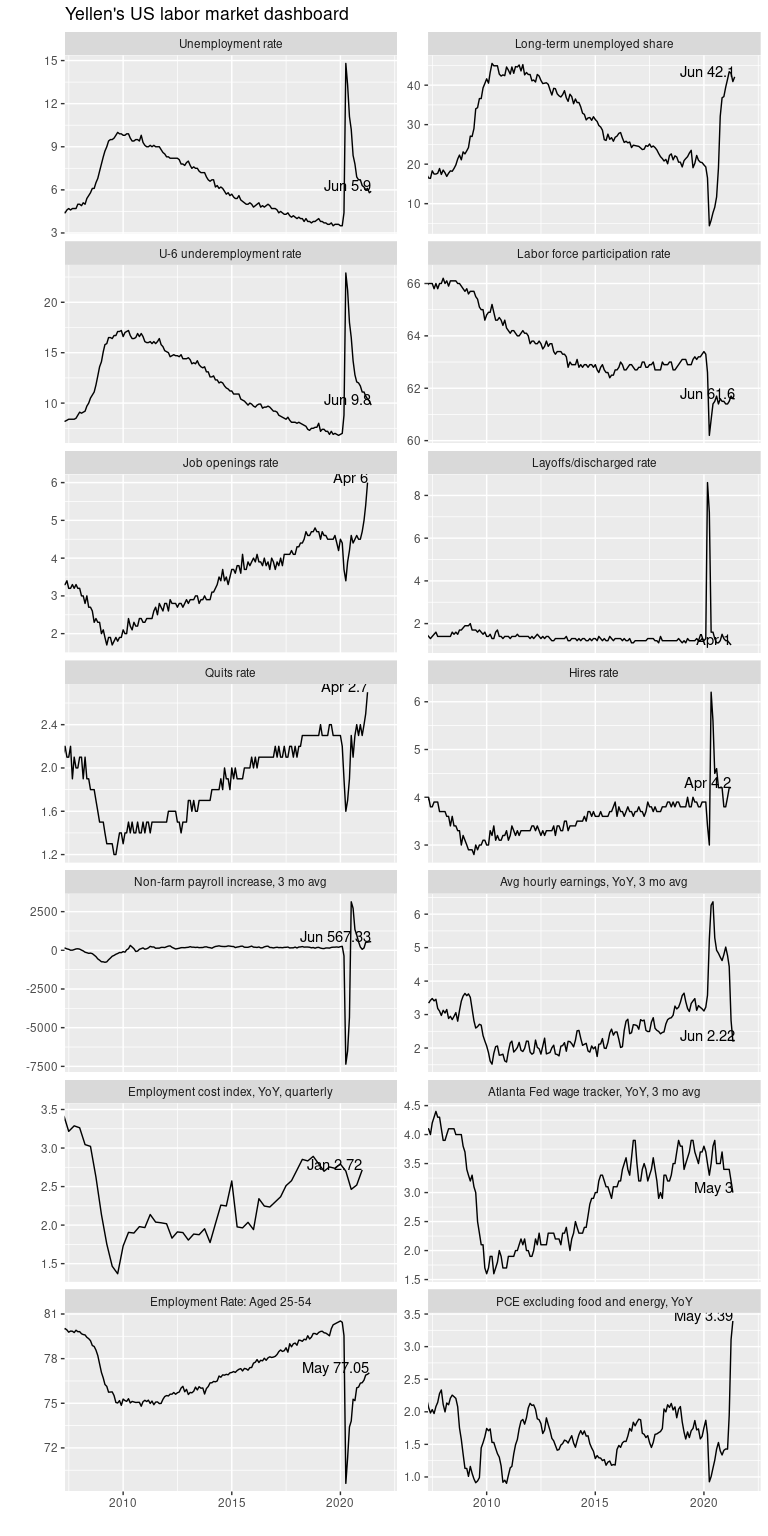 Yellen's US labor market dashboard
Unemployment rate
Long-term unemployed share
15
12
9
6
3
Jun 5.9
40
30
20
10
Jun 42.1
U-6 underemployment rate
Labor force participation rate
20
15
10
Jun 9.8
66
64
62
60
Jun 61.6
Job openings rate
Layoffs/discharged rate
6
5
4
3
2
Apr 6
8
6
4
2
Apr 1
Quits rate
Hires rate
2.4
2.0
1.6
1.2
Apr 2.7
6
5
4
3
Apr 4.2
Non-farm payroll increase, 3 mo avg
Avg hourly earnings, YoY, 3 mo avg
2500
0
-2500
-5000
-7500
Jun 567.33
6
5
4
3
2
Jun 2.22
Employment cost index, YoY, quarterly
Atlanta Fed wage tracker, YoY, 3 mo avg
3.5
3.0
2.5
2.0
1.5
Jan 2.72
4.5
4.0
3.5
3.0
2.5
2.0
1.5
May 3
Employment Rate: Aged 25-54
PCE excluding food and energy, YoY
81
78
75
72
May 77.05
3.5
3.0
2.5
2.0
1.5
1.0
May 3.39
2010
2015
2020
2010
2015
2020